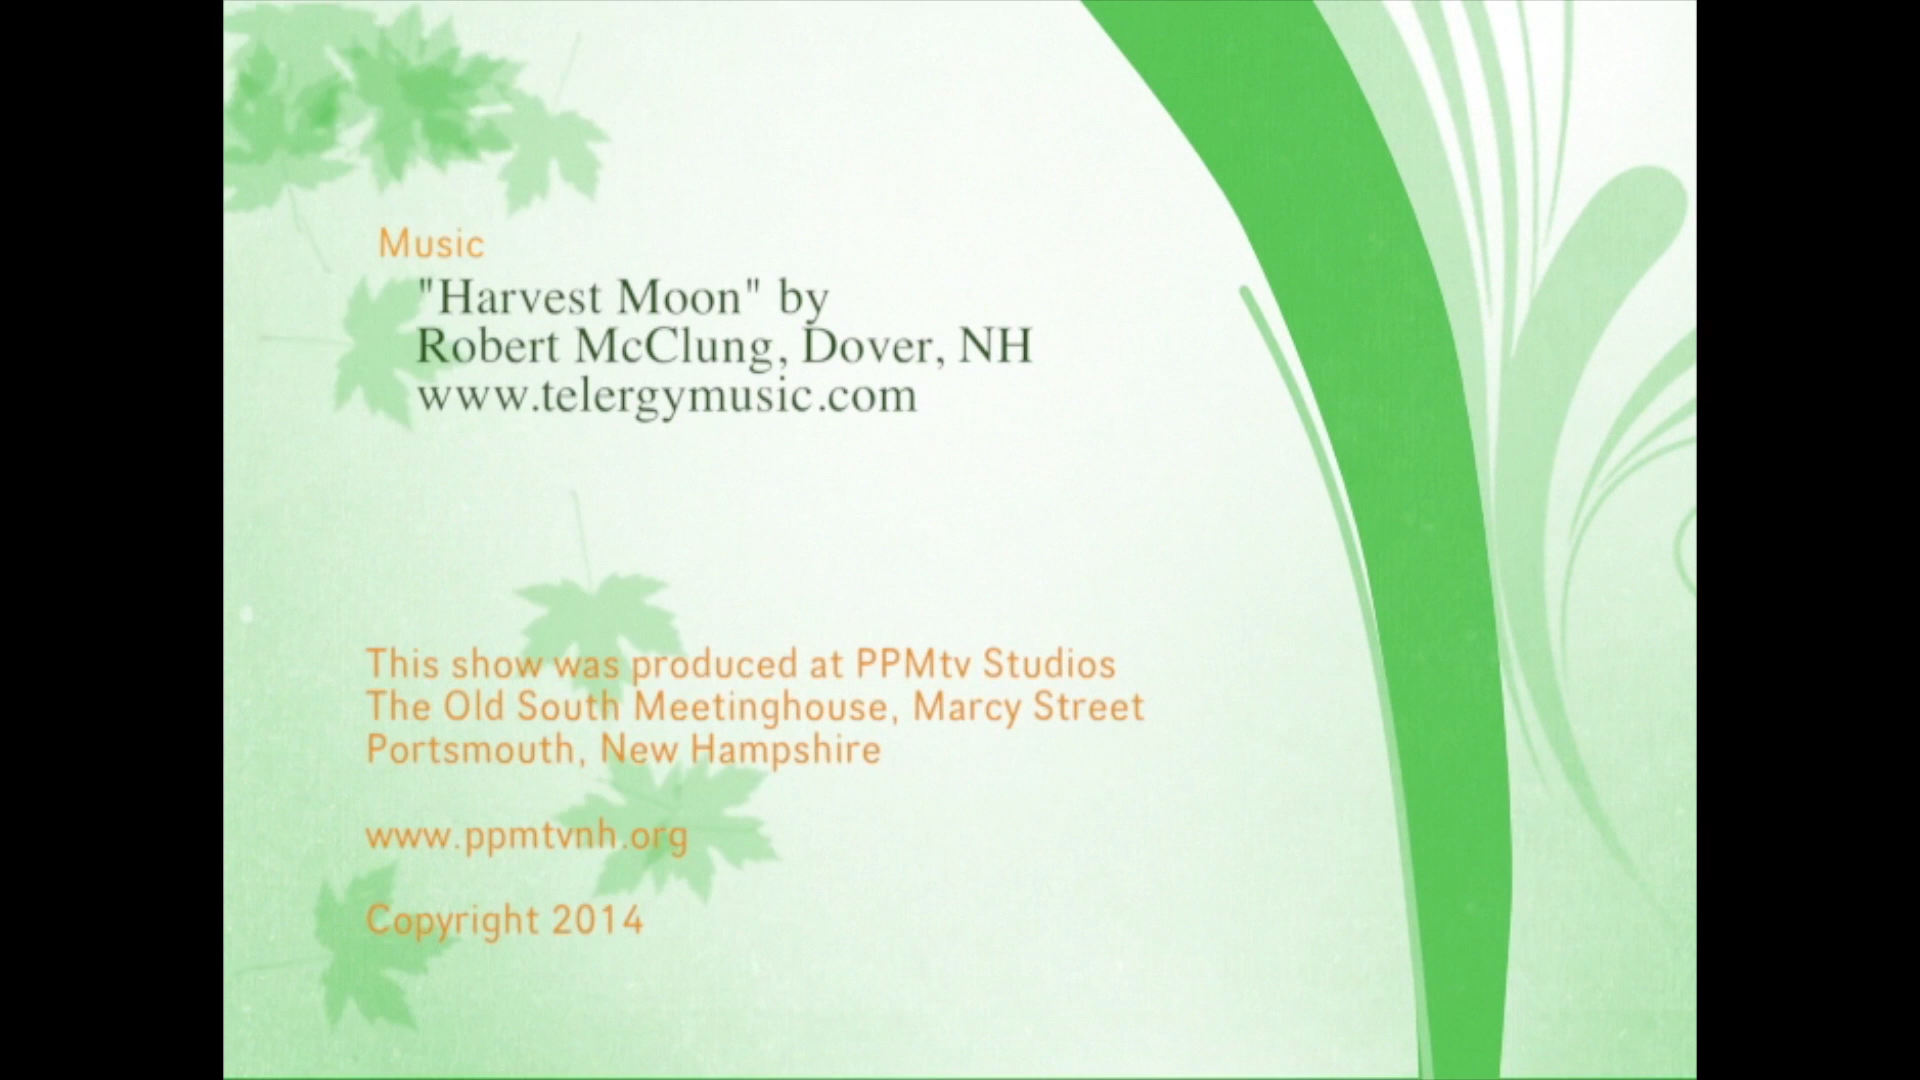 Music
"Harvest Moon" by
Robert McClung, Dover, NH
www.telergymusic.com
This show was produced at PPMtv Studios
The Old South Meetinghouse, Marcy Street
Portsmouth, New Hampshire
www.ppmtvnh.org
Copyright 2014